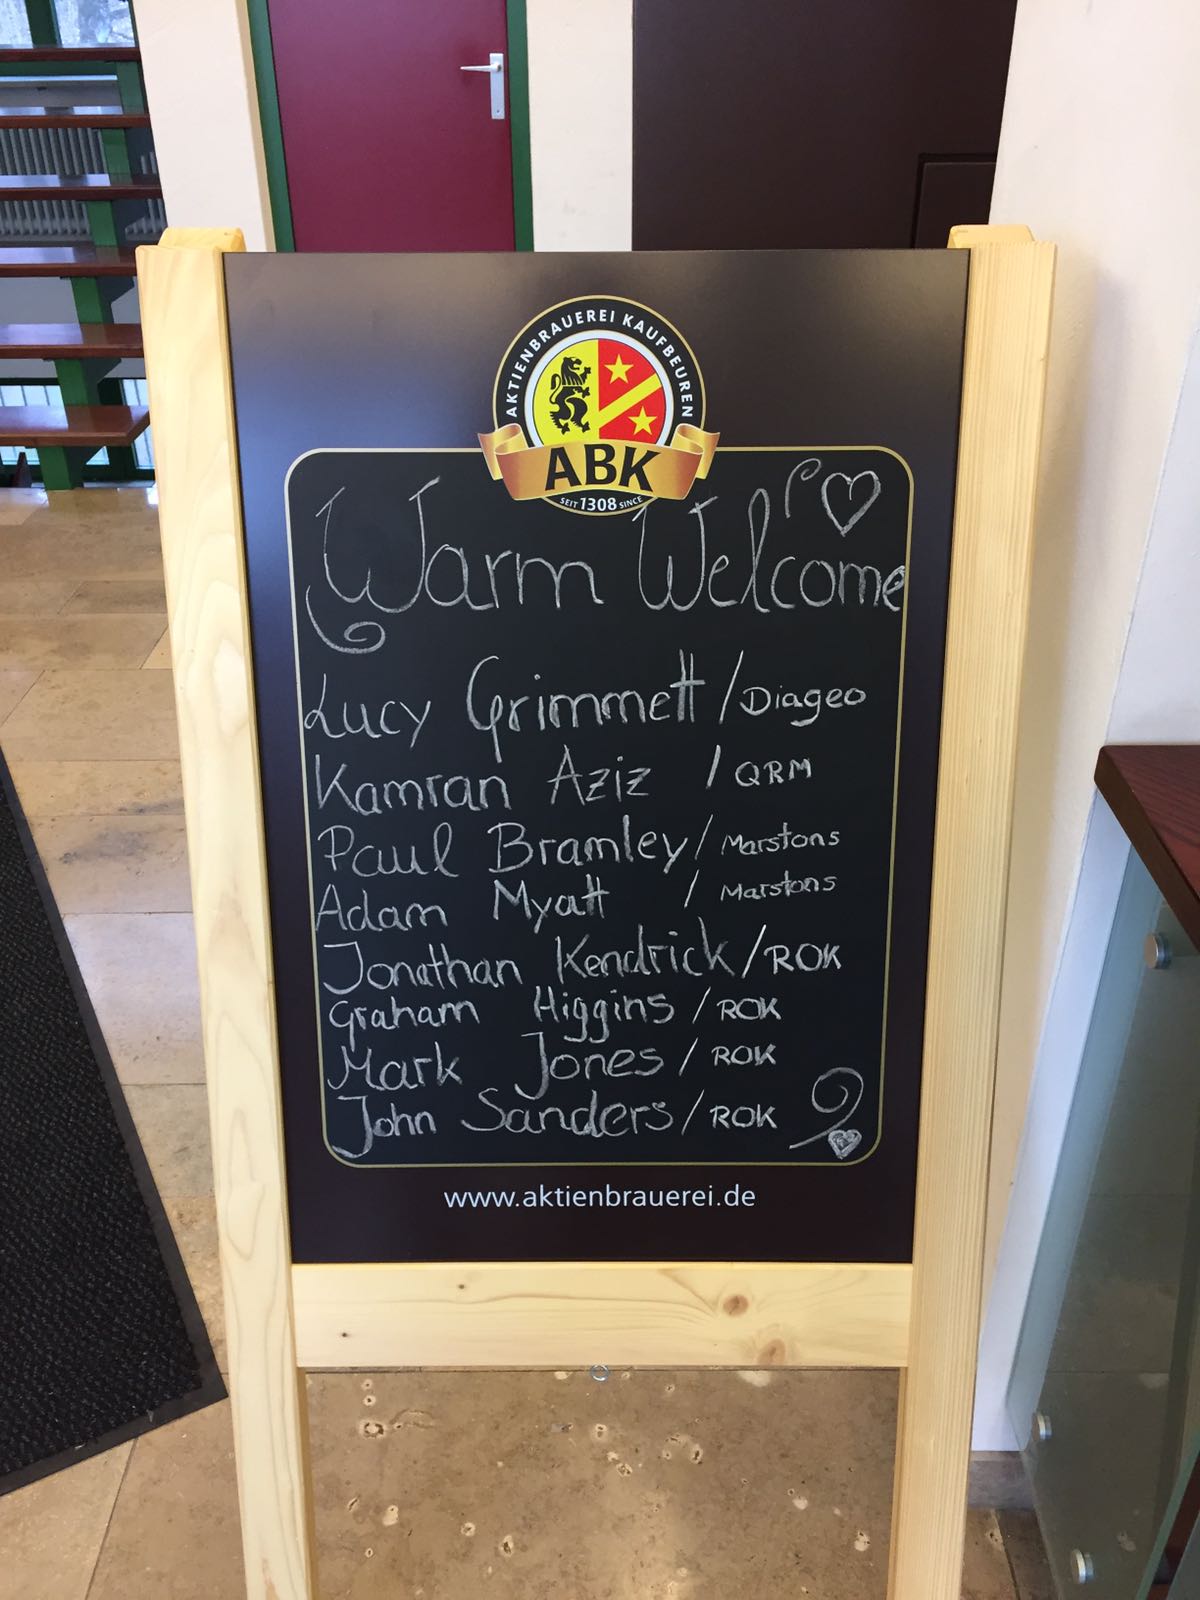 AKTIENBRAUEREI KAUFBEUREN
ABK
SEIT 1308 SINCE
Warm Welcome
Lucy Grimmett / Diageo
Kamran Aziz / QRM
Paul Bramley / Marstons
Adam Myatt / Marstons
Jonathan Kendrick / ROK
Graham Higgins / ROK
Mark Jones / ROK
John Sanders / ROK
www.aktienbrauerei.de